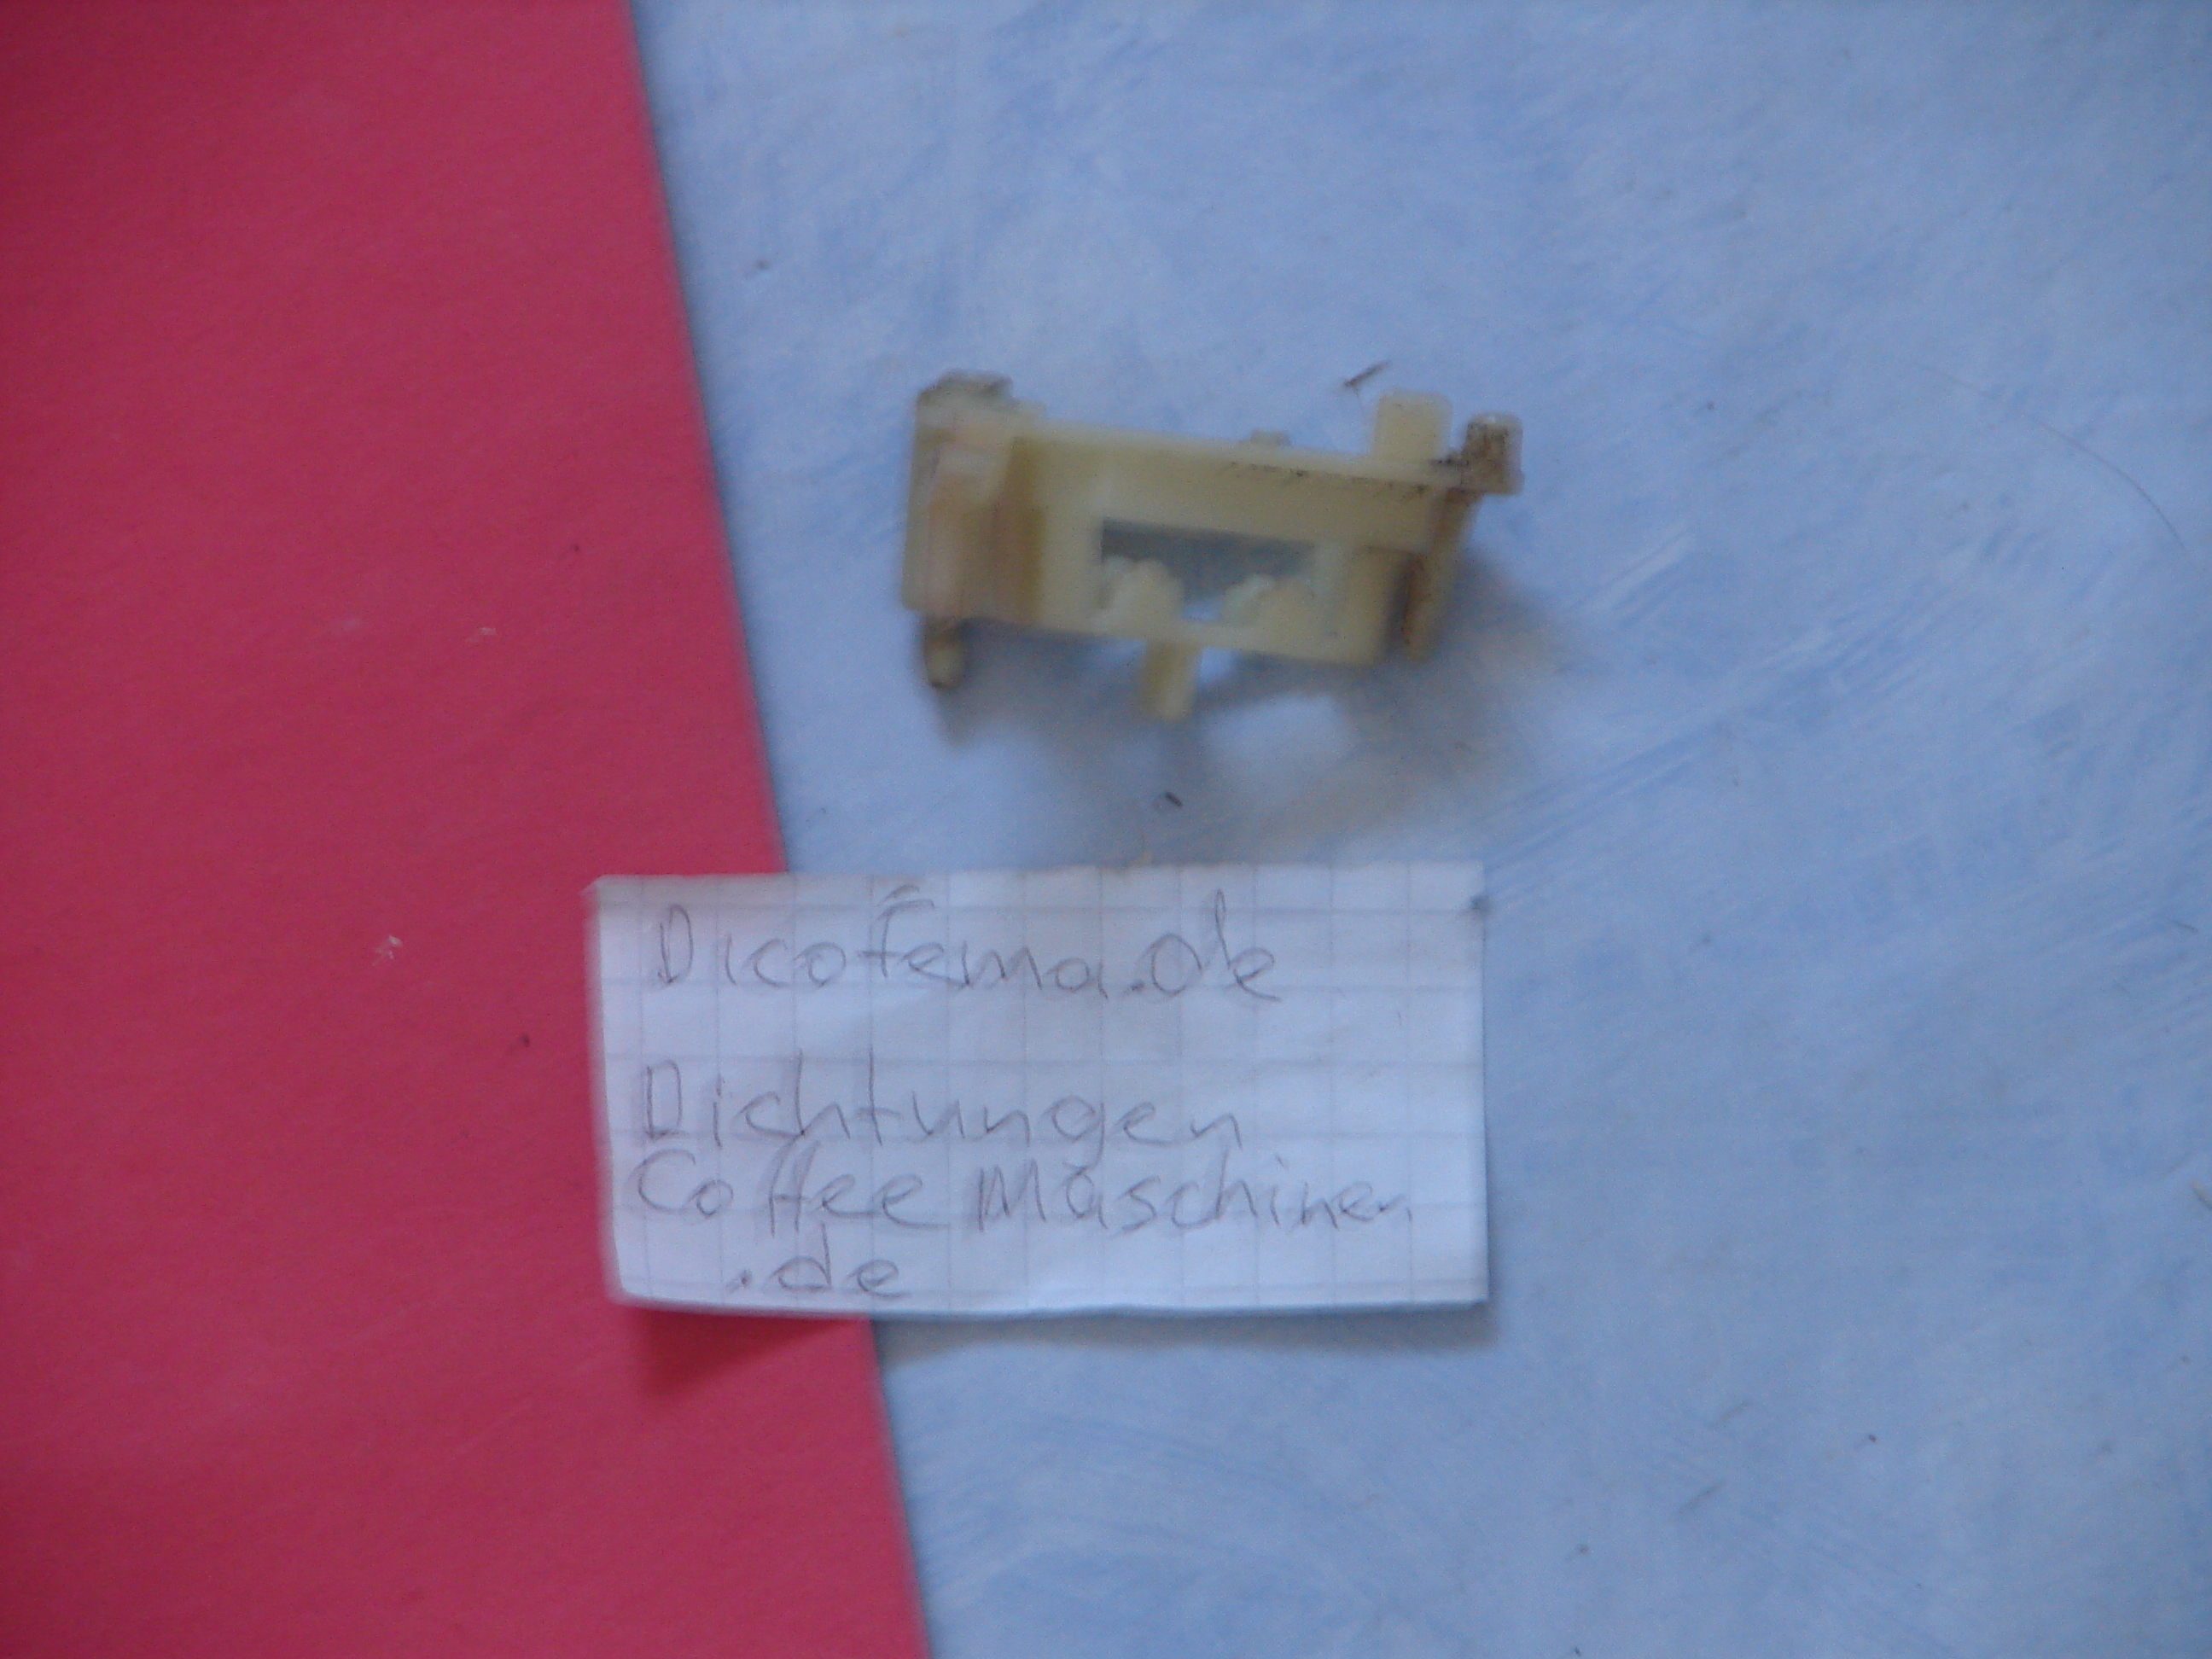 Dicofema.de
Dichtungen
Coffee Maschinen
.de